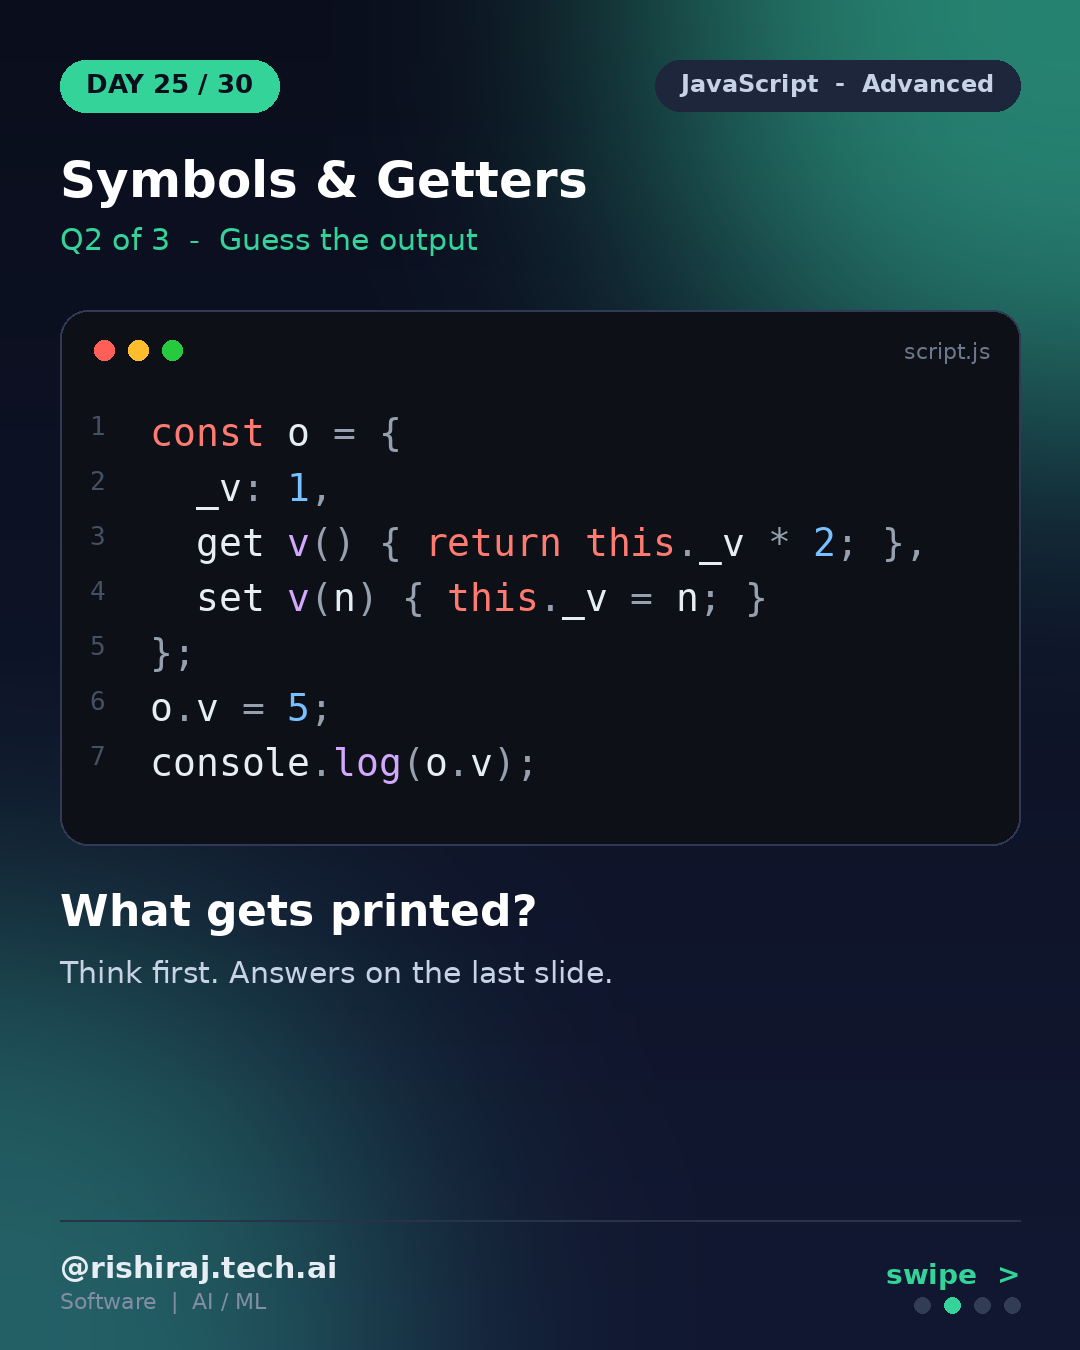 DAY 25 / 30
JavaScript - Advanced
Symbols & Getters
Q2 of 3 - Guess the output
script.js
1 const o = {
2   _v: 1,
3   get v() { return this._v * 2; },
4   set v(n) { this._v = n; }
5 };
6 o.v = 5;
7 console.log(o.v);
What gets printed?
Think first. Answers on the last slide.
@rishiraj.tech.ai
Software | AI / ML
swipe >